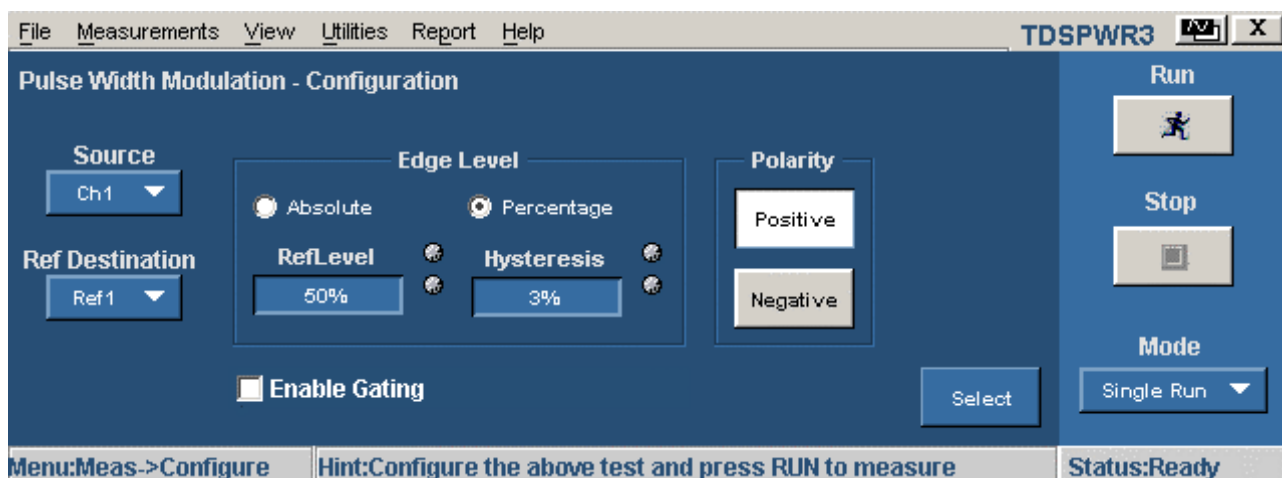 File Measurements View Utilities Report Help TDSPWR3 X
Pulse Width Modulation - Configuration
Run
Source
Ch1
Edge Level
Absolute Percentage
Polarity
Positive
Stop
Ref Destination
Ref1
RefLevel
50%
Hysteresis
3%
Negative
Mode
Single Run
Enable Gating
Select
Menu:Meas->Configure Hint:Configure the above test and press RUN to measure Status:Ready